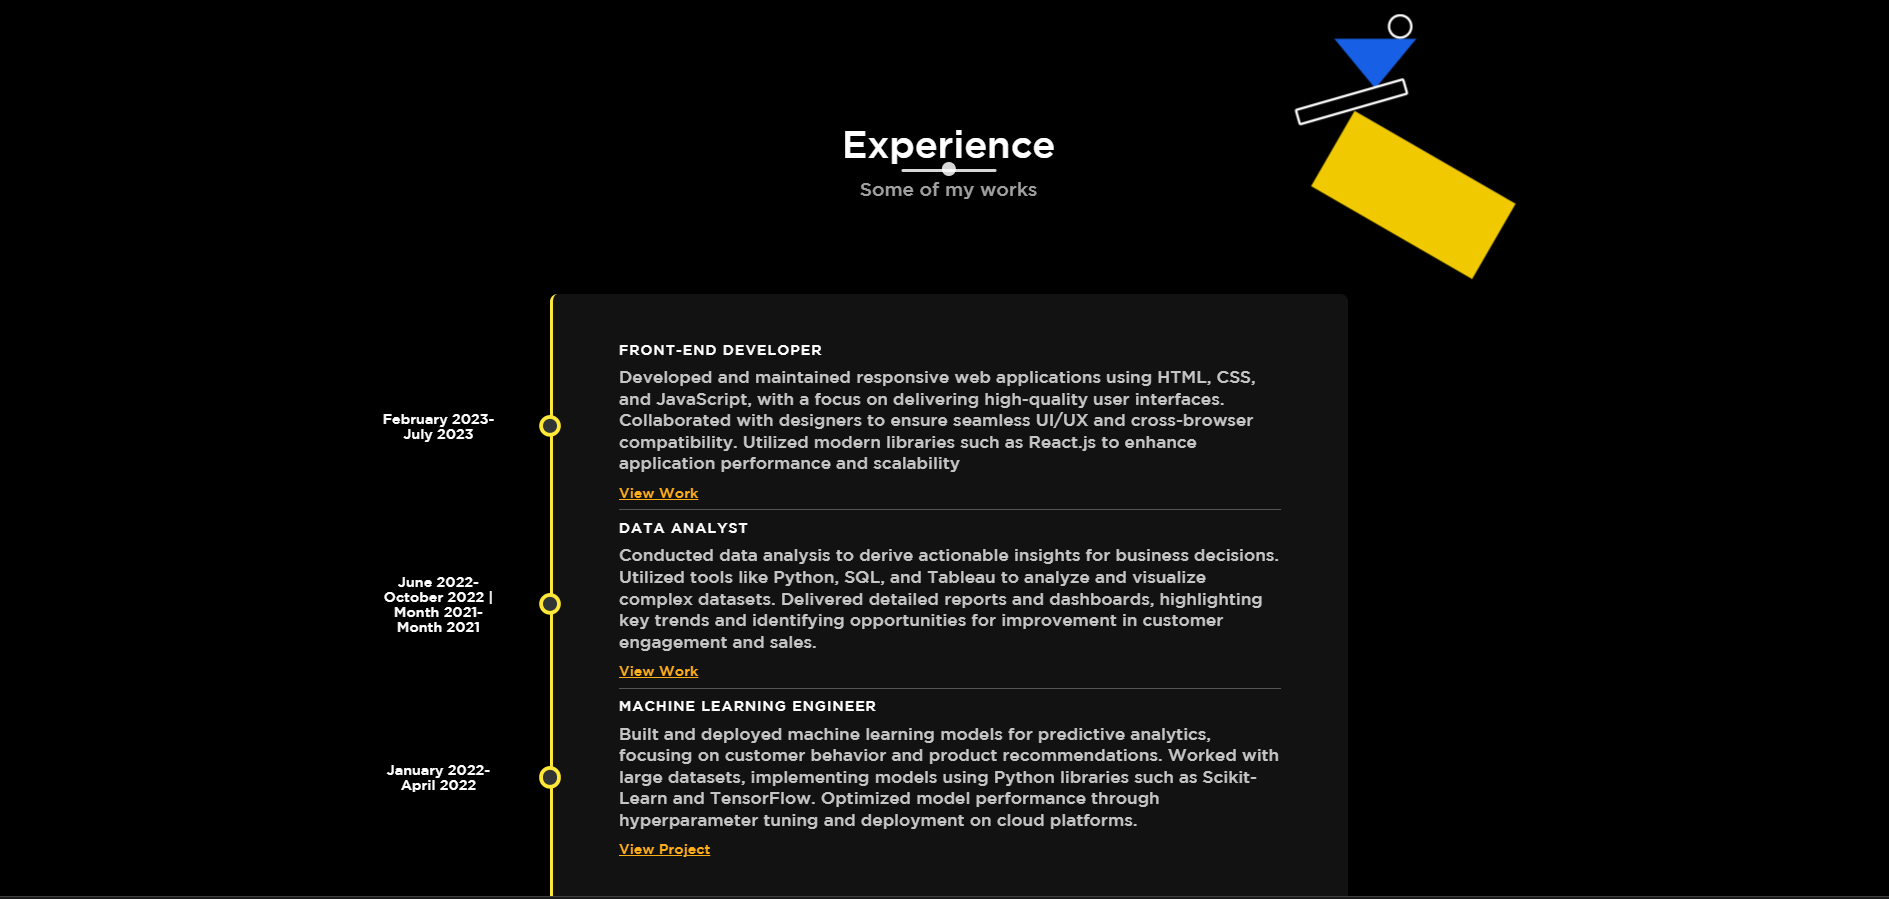 Experience
Some of my works
February 2023-
July 2023
FRONT-END DEVELOPER
Developed and maintained responsive web applications using HTML, CSS,
and JavaScript, with a focus on delivering high-quality user interfaces.
Collaborated with designers to ensure seamless UI/UX and cross-browser
compatibility. Utilized modern libraries such as React.js to enhance
application performance and scalability
View Work
June 2022-
October 2022 |
Month 2021-
Month 2021
DATA ANALYST
Conducted data analysis to derive actionable insights for business decisions.
Utilized tools like Python, SQL, and Tableau to analyze and visualize
complex datasets. Delivered detailed reports and dashboards, highlighting
key trends and identifying opportunities for improvement in customer
engagement and sales.
View Work
January 2022-
April 2022
MACHINE LEARNING ENGINEER
Built and deployed machine learning models for predictive analytics,
focusing on customer behavior and product recommendations. Worked with
large datasets, implementing models using Python libraries such as Scikit-
Learn and TensorFlow. Optimized model performance through
hyperparameter tuning and deployment on cloud platforms.
View Project